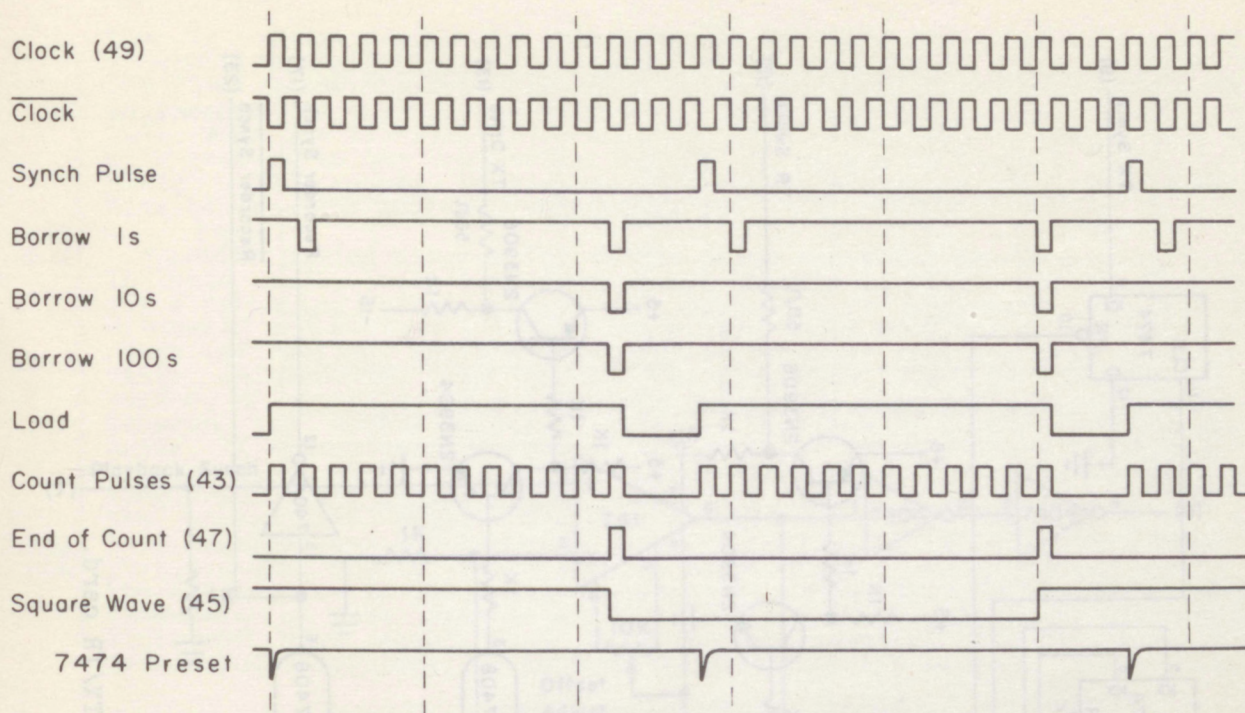 Clock (49)
Clock
Synch Pulse
Borrow 1s
Borrow 10s
Borrow 100s
Load
Count Pulses (43)
End of Count (47)
Square Wave (45)
7474 Preset